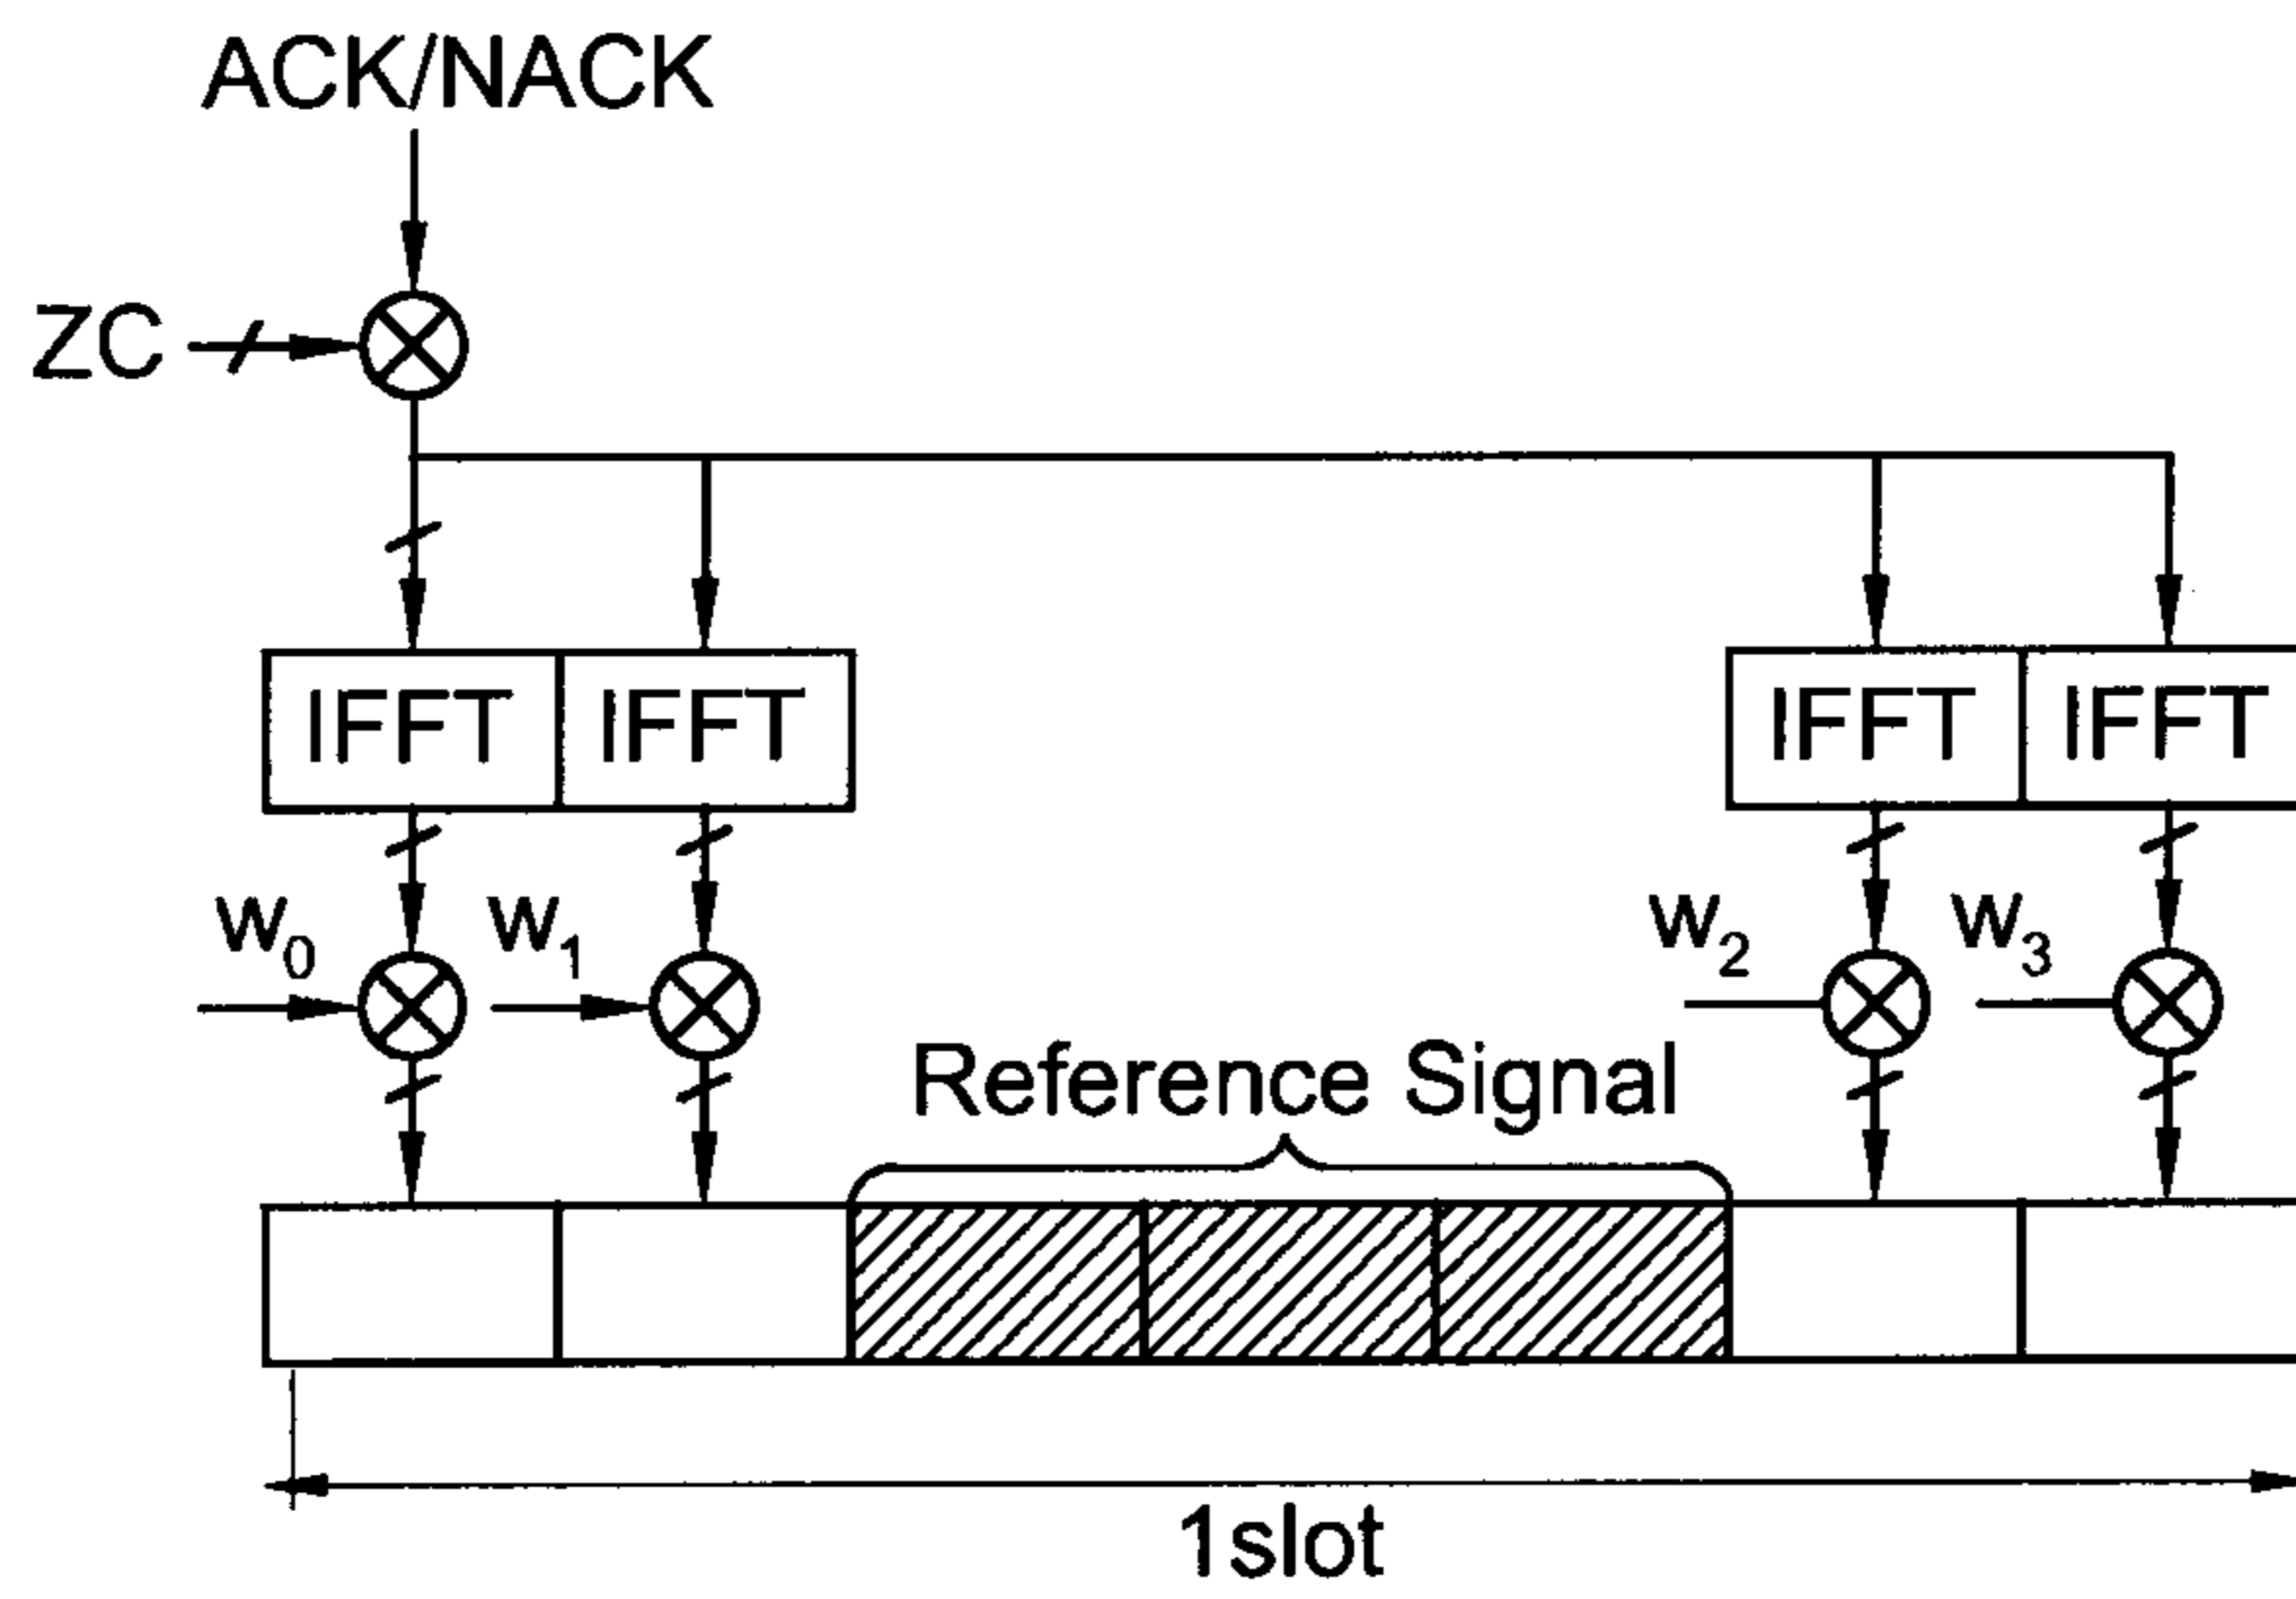 ACK/NACK
ZC
IFFT IFFT IFFT IFFT
w0 w1 w2 w3
Reference Signal
1slot